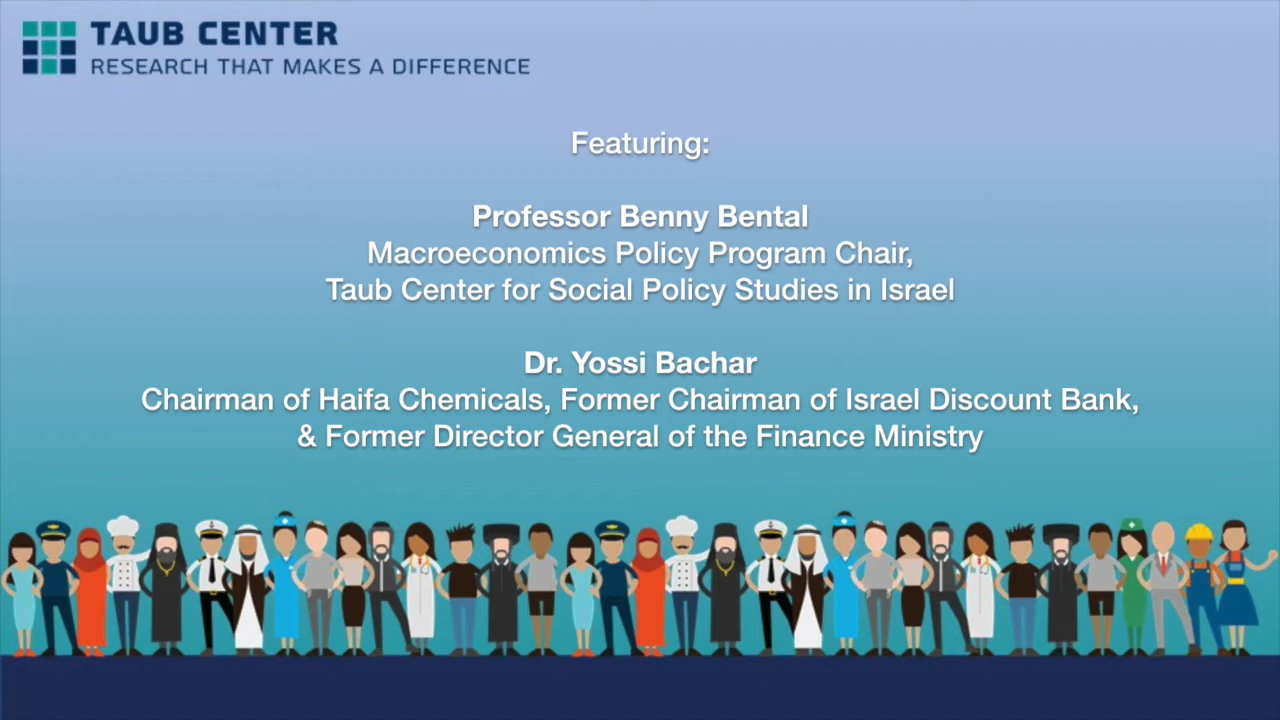 TAUB CENTER
RESEARCH THAT MAKES A DIFFERENCE
Featuring:
Professor Benny Bental
Macroeconomics Policy Program Chair,
Taub Center for Social Policy Studies in Israel
Dr. Yossi Bachar
Chairman of Haifa Chemicals, Former Chairman of Israel Discount Bank,
& Former Director General of the Finance Ministry